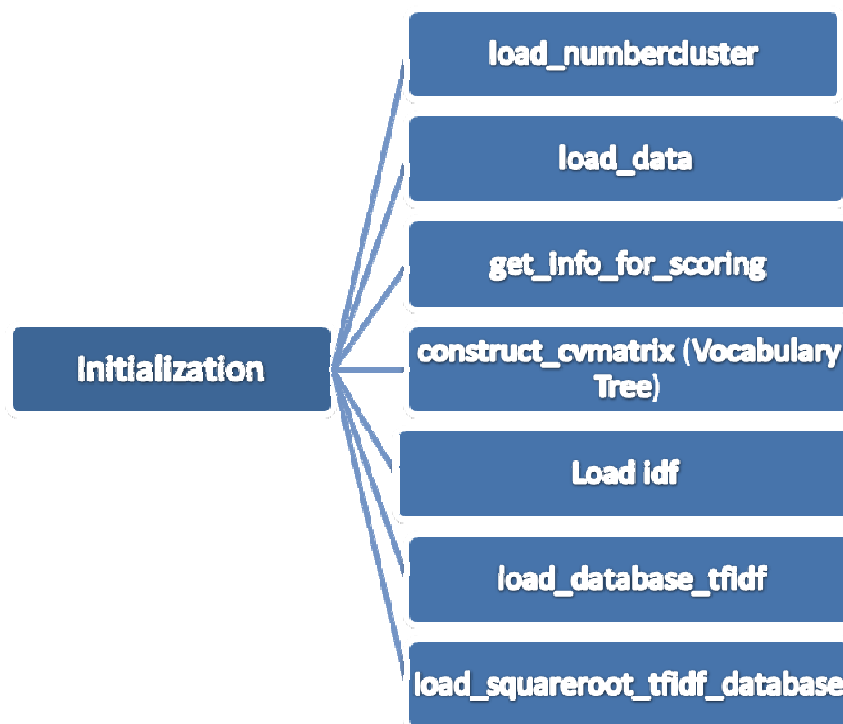 load_numbercluster
load_data
get_info_for_scoring
Initialization
construct_cvmatrix (Vocabulary
Tree)
Load idf
load_database_tfidf
load_squareroot_tfidf_database